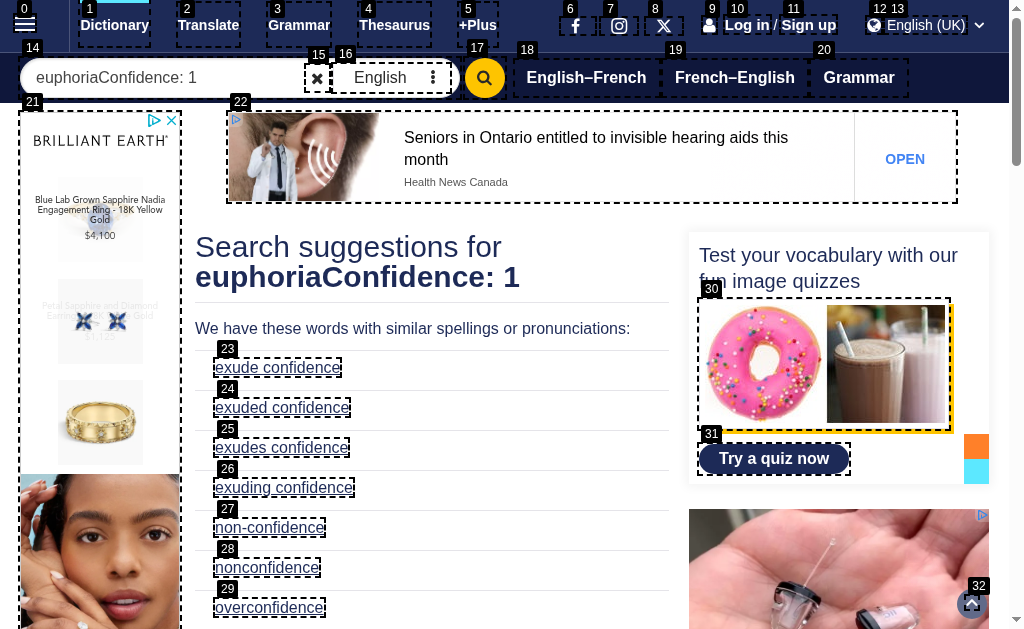 0 1 2 3 4 5 6 7 8 9 10 11 12 13
Dictionary Translate Grammar Thesaurus +Plus Log in / Sign up English (UK)
14 15 16 17 18 19 20
euphoriaConfidence: 1 English English–French French–English Grammar
21 22
BRILLIANT EARTH
Blue Lab Grown Sapphire Nadia
Engagement Ring - 18K Yellow
Gold
$4,100
Petal Sapphire and Diamond
$1,125
Seniors in Ontario entitled to invisible hearing aids this
month
Health News Canada
OPEN
Search suggestions for
euphoriaConfidence: 1
We have these words with similar spellings or pronunciations:
23
exude confidence
24
exuded confidence
25
exudes confidence
26
exuding confidence
27
non-confidence
28
nonconfidence
29
overconfidence
Test your vocabulary with our
fun image quizzes
30
31
Try a quiz now
32